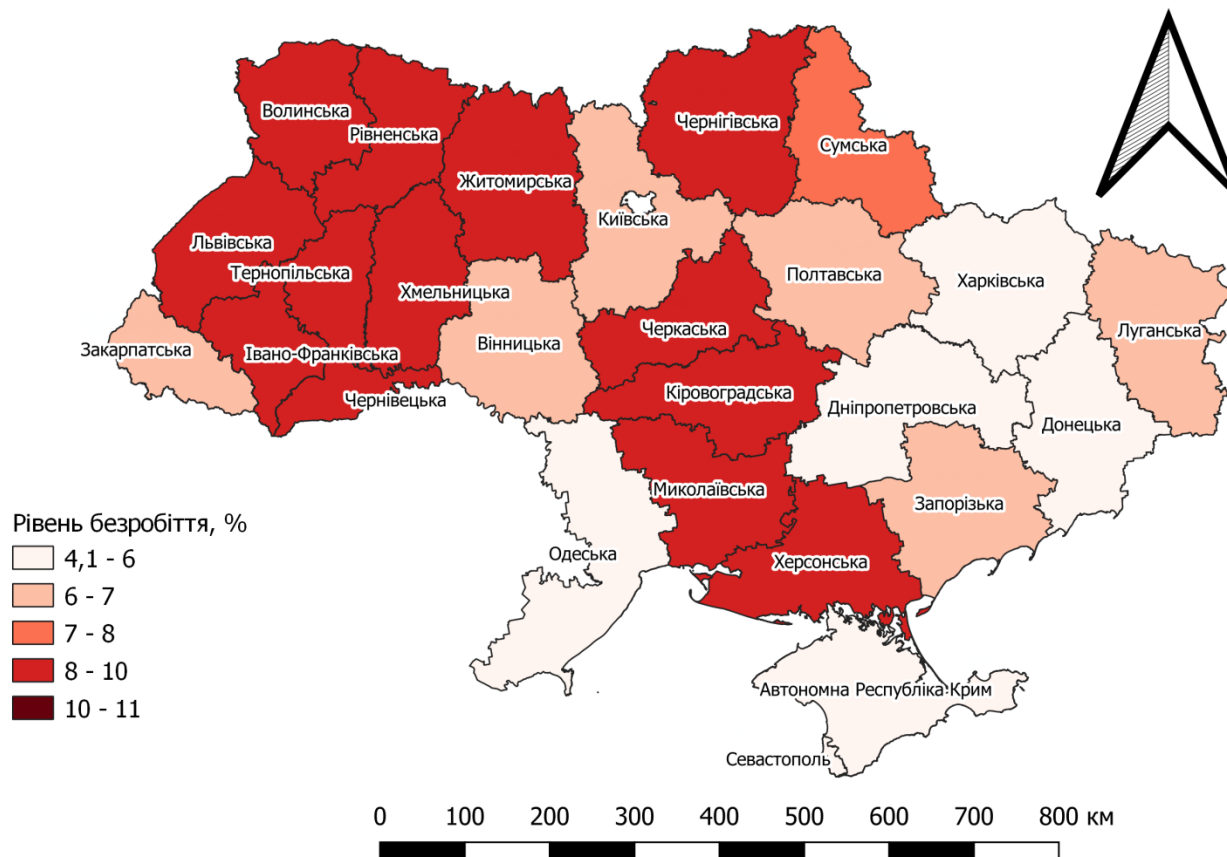 Волинська
Рівненська
Чернігівська
Сумська
Житомирська
Київська
Львівська
Тернопільська
Хмельницька
Полтавська
Харківська
Черкаська
Вінницька
Луганська
Закарпатська
Івано-Франківська
Чернівецька
Кіровоградська
Дніпропетровська
Донецька
Миколаївська
Запорізька
Одеська
Херсонська
Автономна Республіка Крим
Севастополь
Рівень безробіття, %
4,1 - 6
6 - 7
7 - 8
8 - 10
10 - 11
0 100 200 300 400 500 600 700 800 км